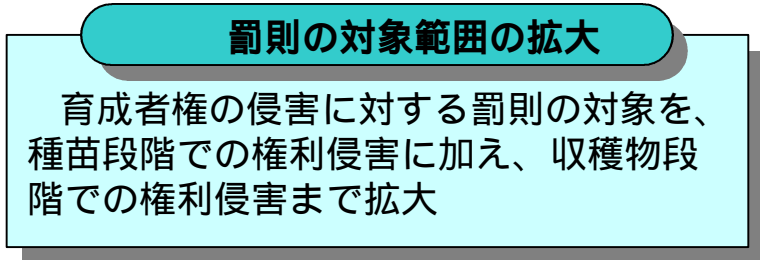 罰則の対象範囲の拡大
育成者権の侵害に対する罰則の対象を、
種苗段階での権利侵害に加え、収穫物段
階での権利侵害まで拡大